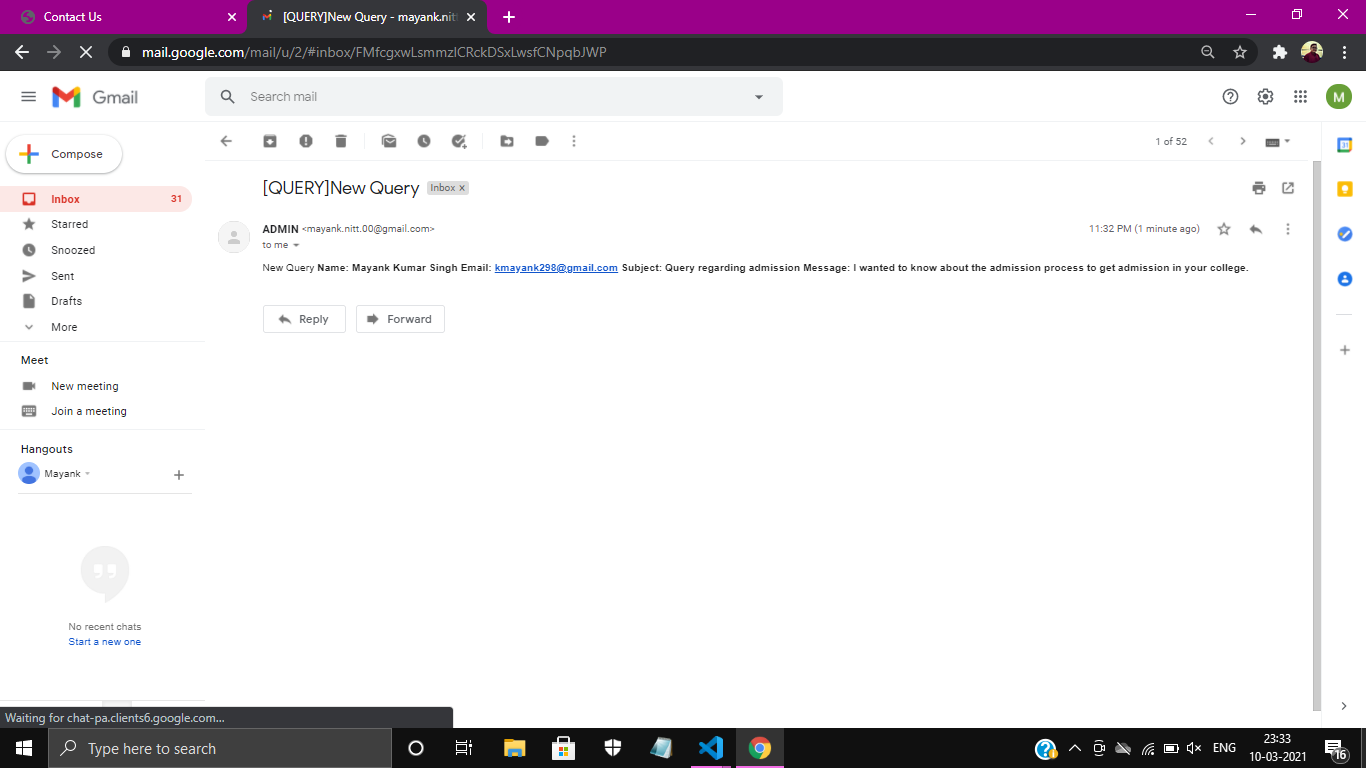 Contact Us
[QUERY]New Query - mayank.nit
mail.google.com/mail/u/2/#inbox/FMfcgxwLsmmzlCRckDSxLwsfCNpqbJWP
Gmail
Search mail
M
Compose
1 of 52
Inbox 31
Starred
Snoozed
Sent
Drafts
More
Meet
New meeting
Join a meeting
Hangouts
Mayank
No recent chats
Start a new one
[QUERY]New Query Inbox x
ADMIN <mayank.nitt.00@gmail.com> 11:32 PM (1 minute ago)
to me
New Query Name: Mayank Kumar Singh Email: kmayank298@gmail.com Subject: Query regarding admission Message: I wanted to know about the admission process to get admission in your college.
Reply Forward
31
Waiting for chat-pa.clients6.google.com...
Type here to search
ENG
23:33
10-03-2021
16